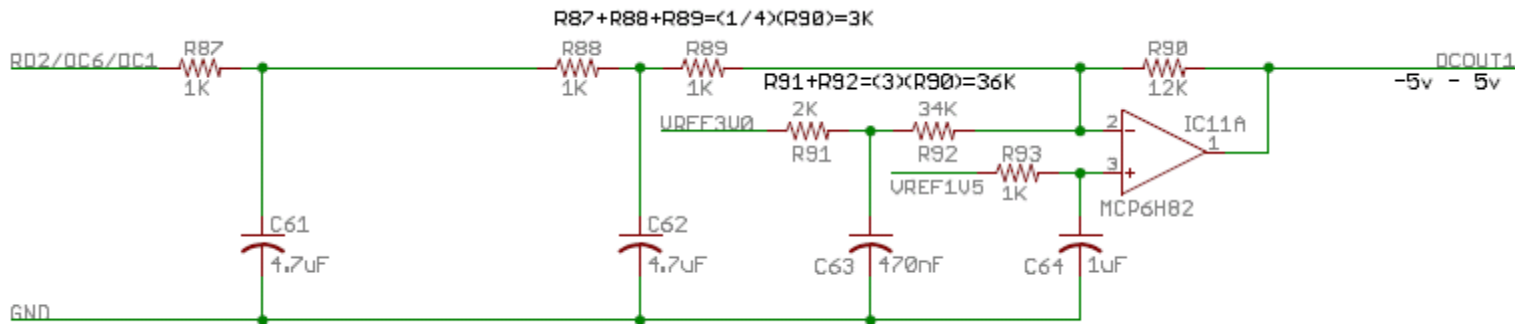 R87+R88+R89=(1/4)(R90)=3K
RD2/OC6/OC1
R87
1K
R88
1K
R89
1K
R90
12K
DCOUT1
-5v - 5v
R91+R92=(3)(R90)=36K
VREF3V0
2K
R91
34K
R92
2
IC11A
1
3
R93
1K
VREF1V5
MCP6H82
C61
4.7uF
C62
4.7uF
C63
470nF
C64
1uF
GND